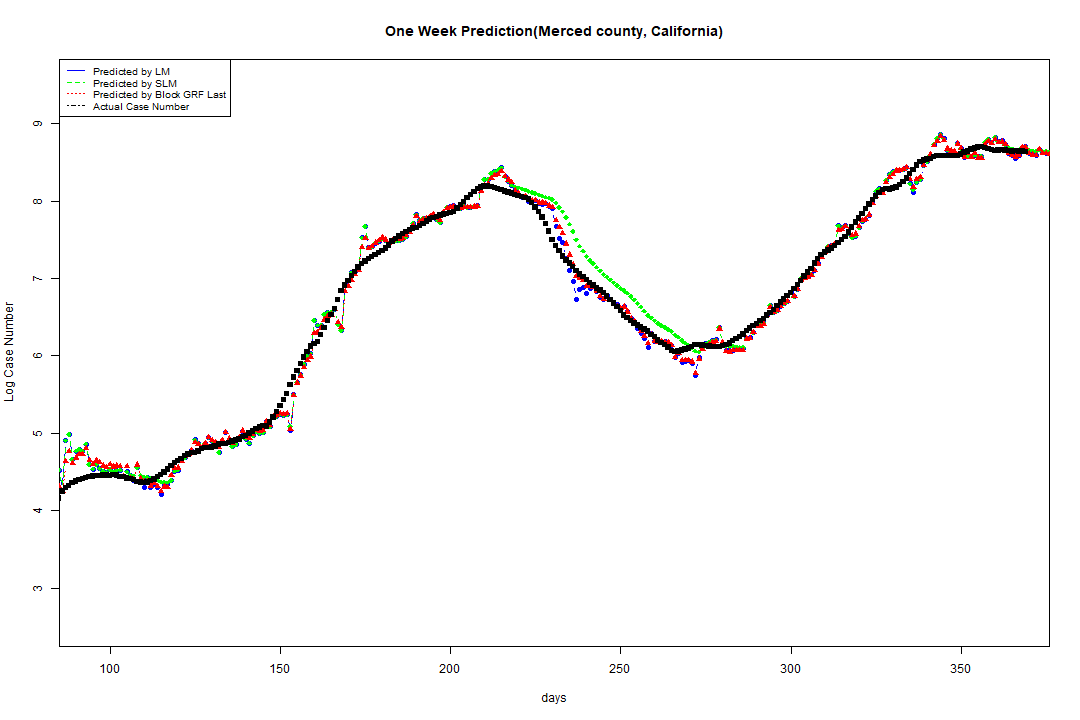 One Week Prediction(Merced county, California)
Predicted by LM
Predicted by SLM
Predicted by Block GRF Last
Actual Case Number
9
8
7
6
5
4
3
Log Case Number
100 150 200 250 300 350
days